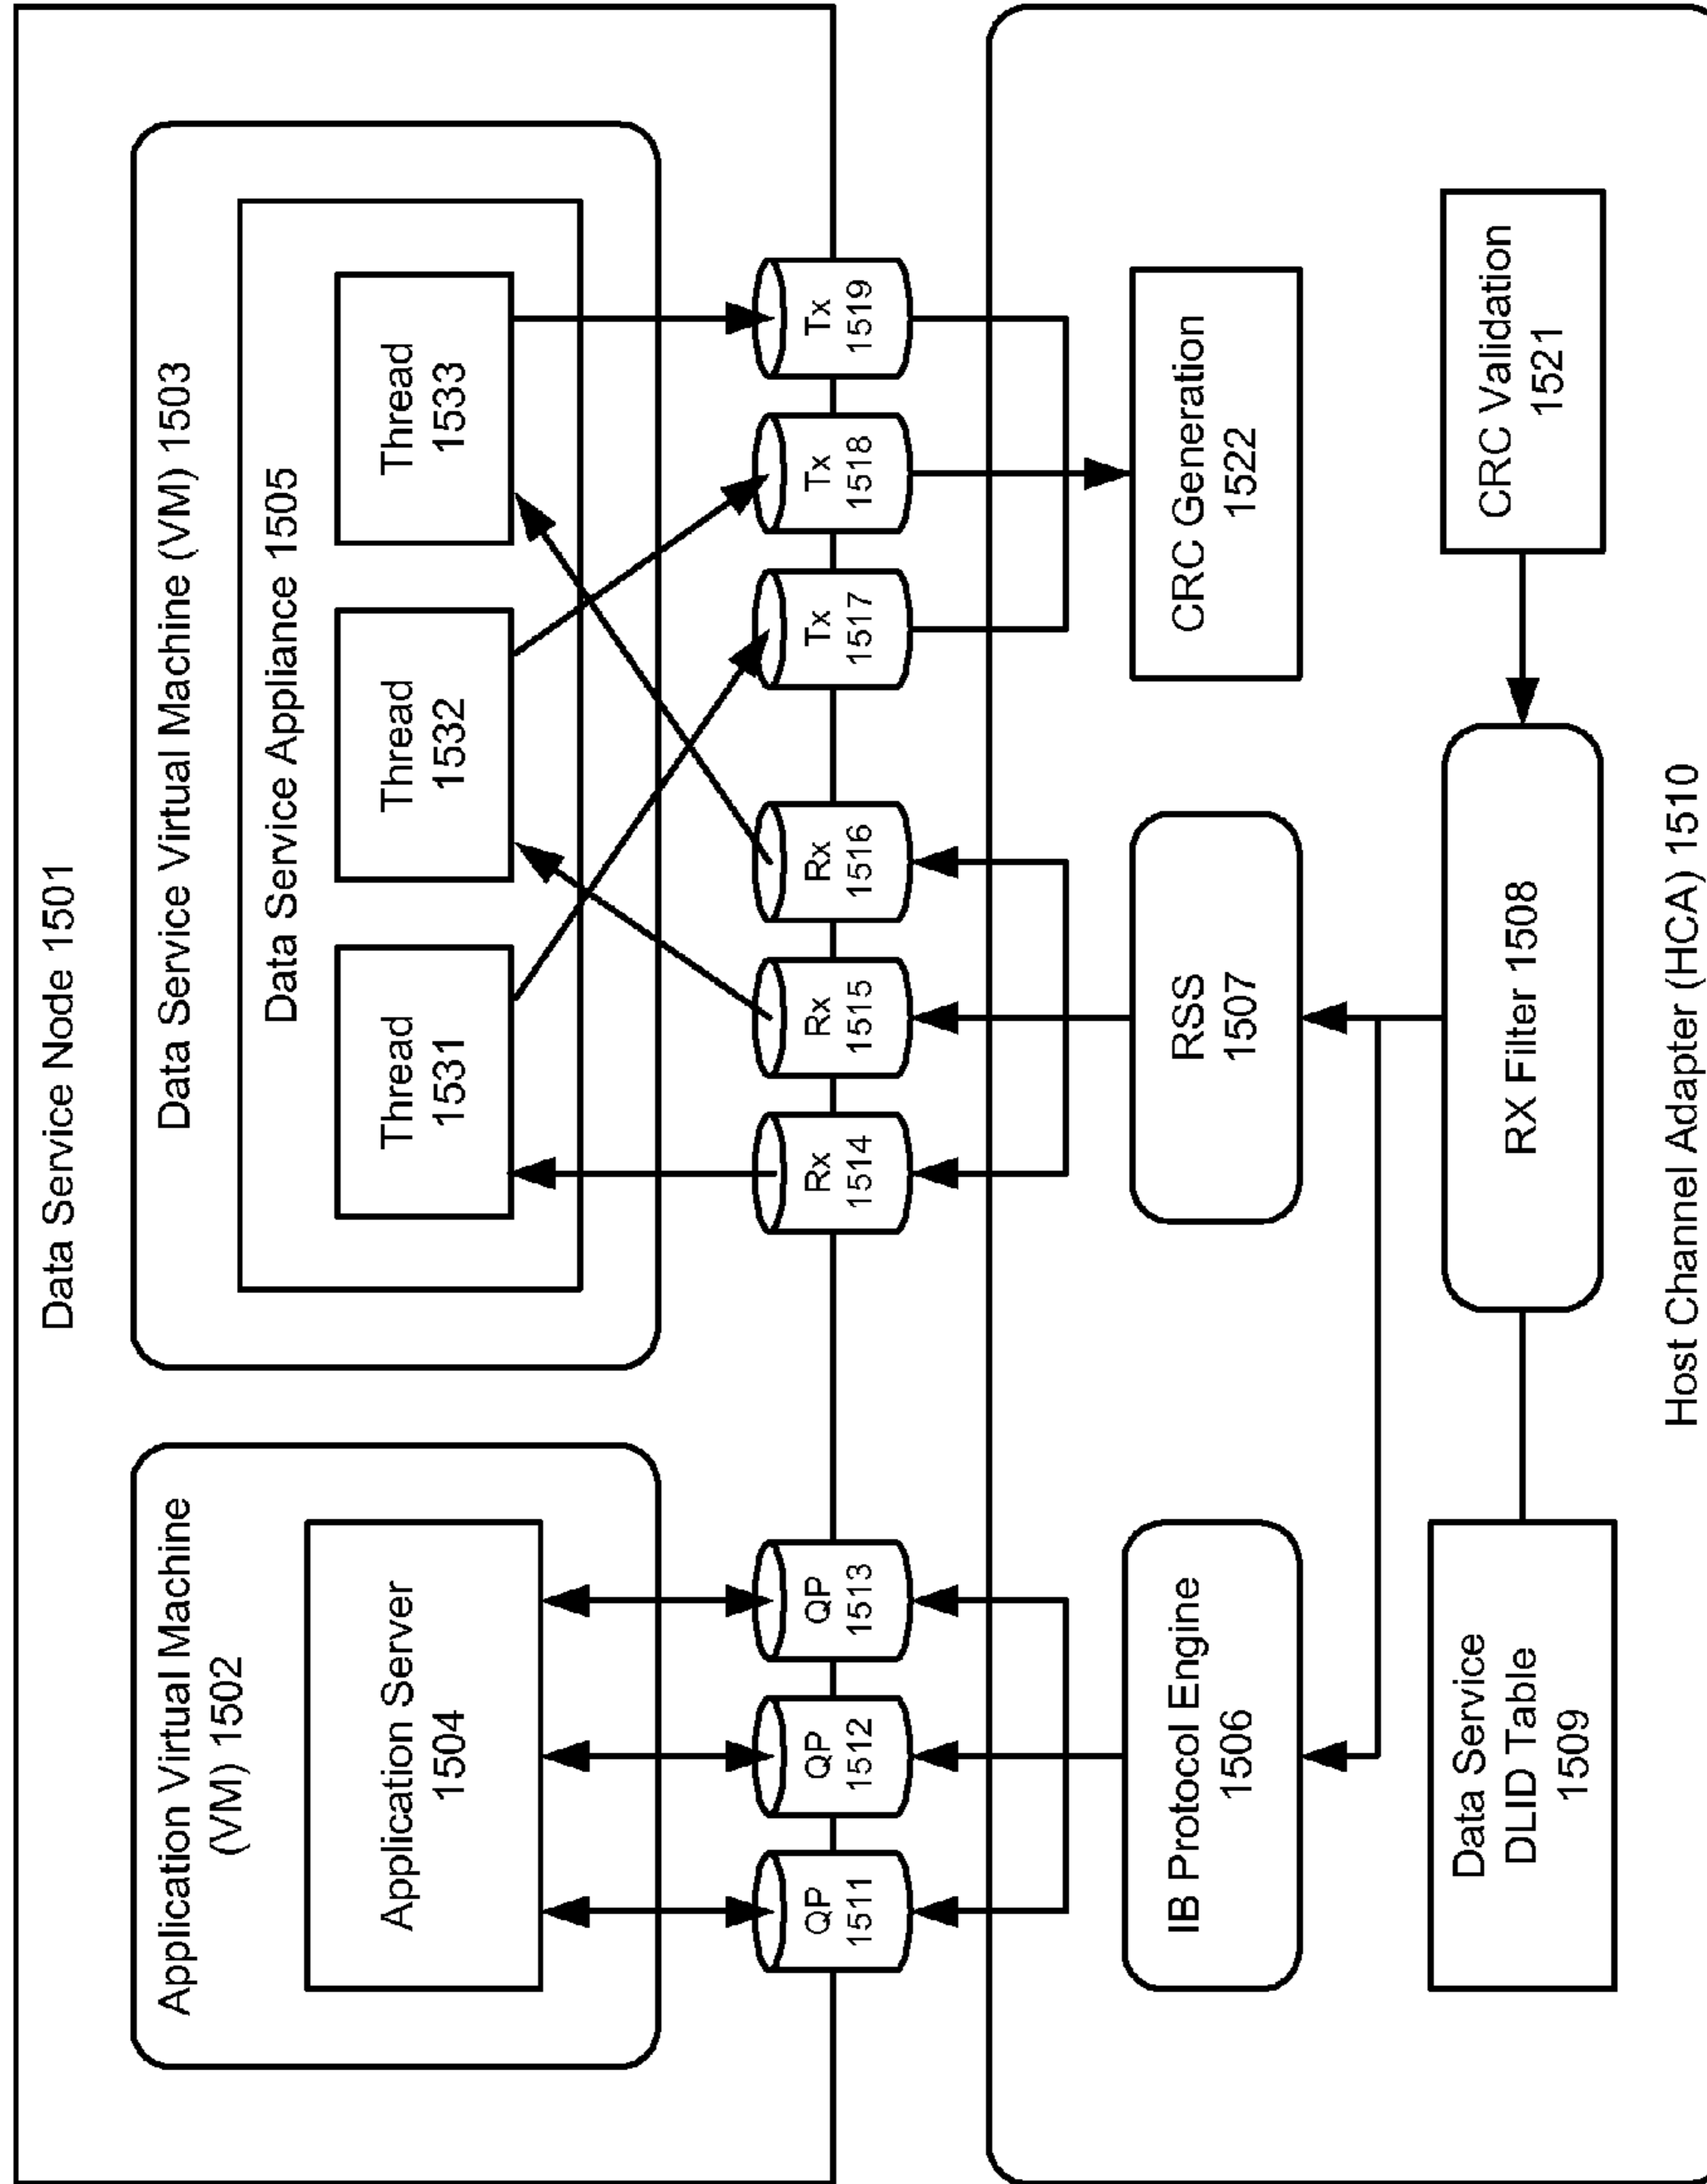 Data Service Node 1501
Application Virtual Machine
(VM) 1502
Application Server
1504
Data Service Virtual Machine (VM) 1503
Data Service Appliance 1505
Thread
1531
Thread
1532
Thread
1533
QP
1511
QP
1512
QP
1513
Rx
1514
Rx
1515
Rx
1516
Tx
1517
Tx
1518
Tx
1519
IB Protocol Engine
1506
RSS
1507
CRC Generation
1522
Data Service
DLID Table
1509
RX Filter 1508
CRC Validation
1521
Host Channel Adapter (HCA) 1510